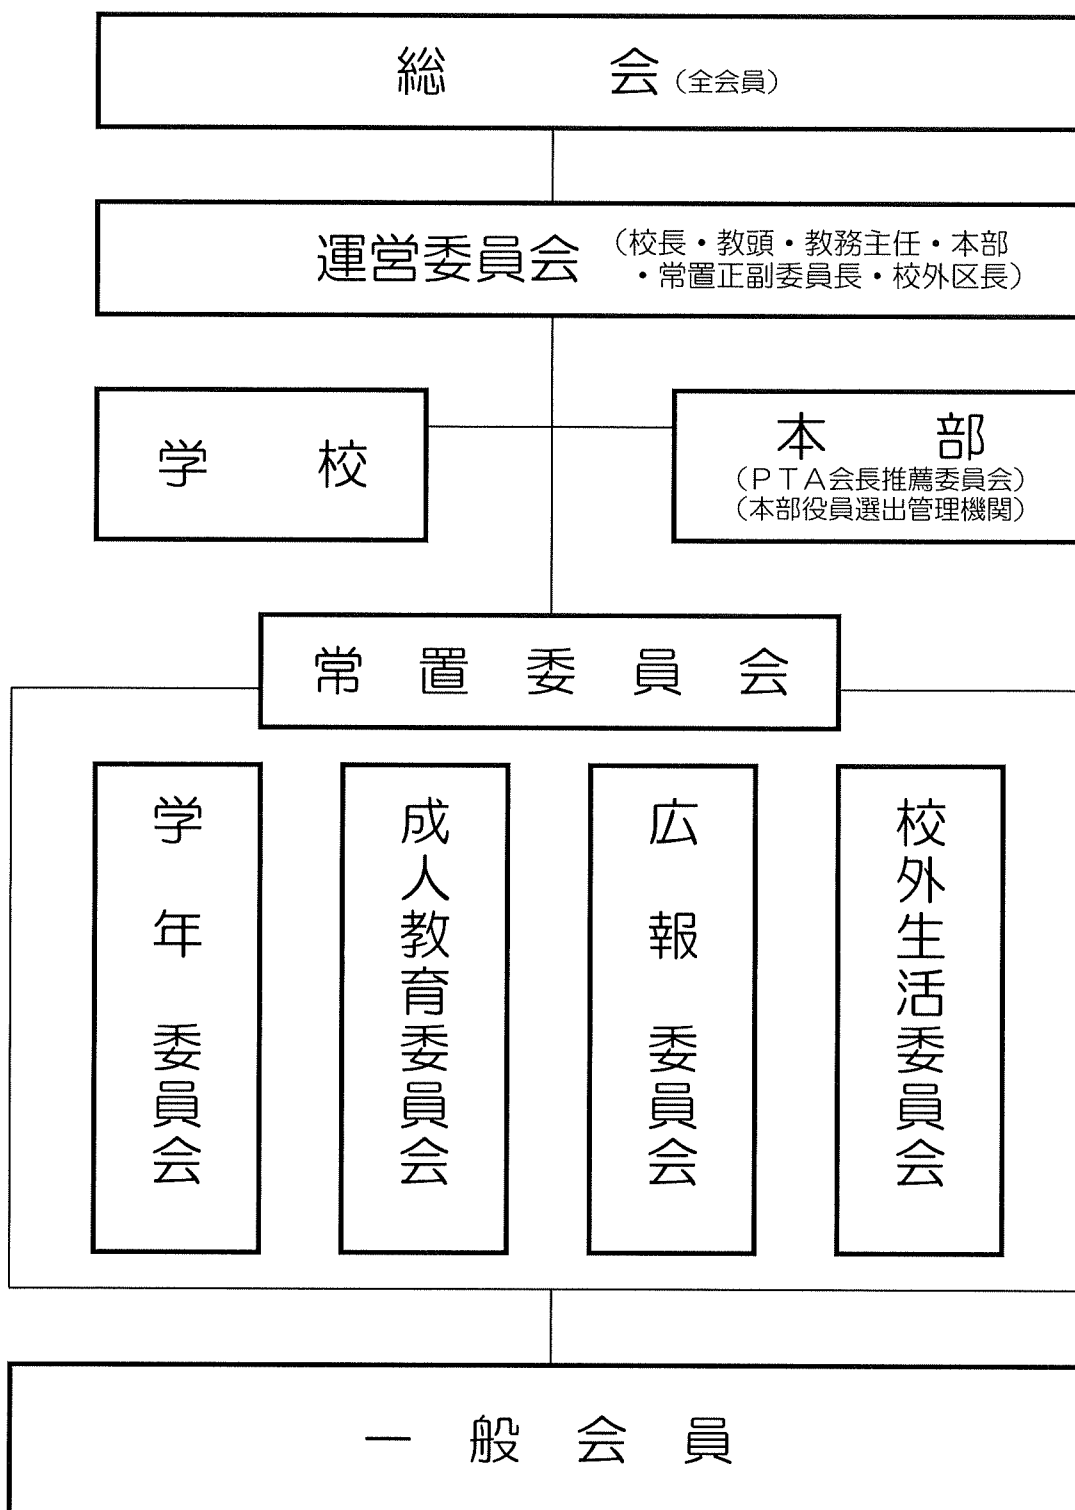 総会(全会員)
運営委員会(校長・教頭・教務主任・本部
・常置正副委員長・校外区長)
学校
本部
(PTA会長推薦委員会)
(本部役員選出管理機関)
常置委員会
学年委員会
成人教育委員会
広報委員会
校外生活委員会
一般会員